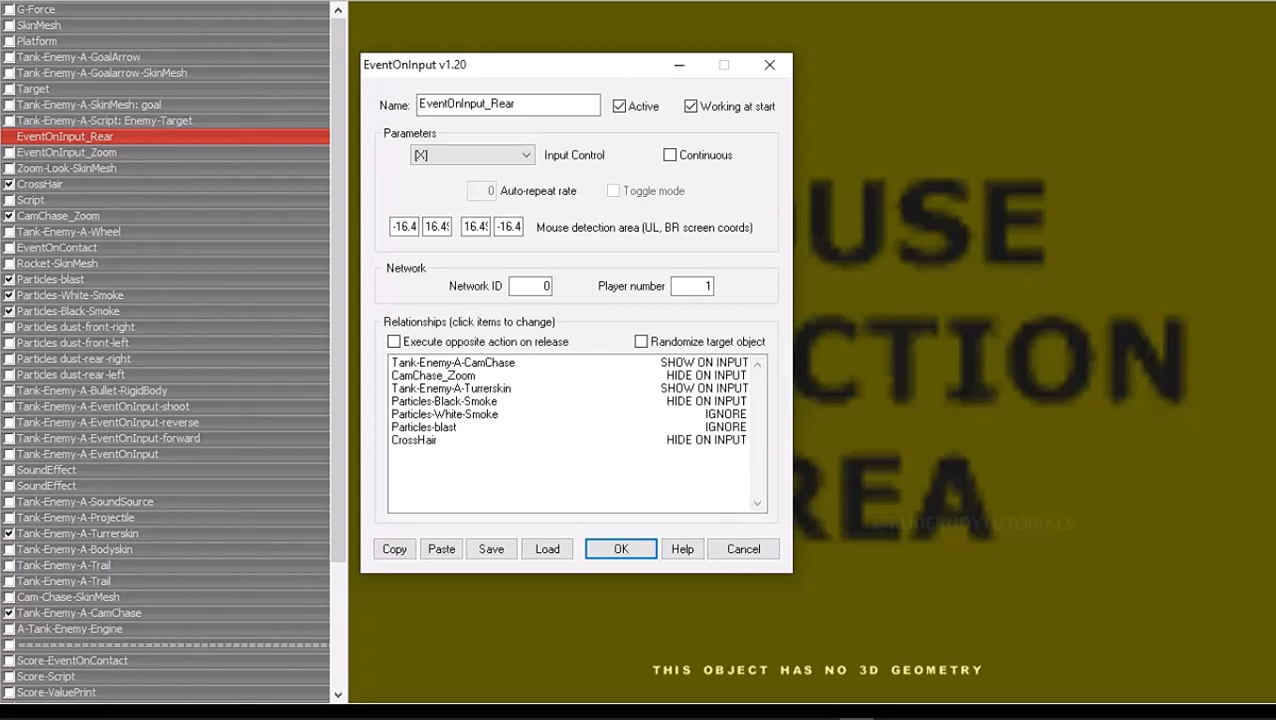 G-Force
SkinMesh
Platform
Tank-Enemy-A-GoalArrow
Tank-Enemy-A-Goalarrow-SkinMesh
Target
Tank-Enemy-A-SkinMesh: goal
Tank-Enemy-A-Script: Enemy-Target
EventOnInput_Rear
EventOnInput_Zoom
Zoom-Look-SkinMesh
CrossHair
Script
CamChase_Zoom
Tank-Enemy-A-Wheel
EventOnContact
Rocket-SkinMesh
Particles-blast
Particles-White-Smoke
Particles-Black-Smoke
Particles dust-front-right
Particles dust-front-left
Particles dust-rear-right
Particles dust-rear-left
Tank-Enemy-A-Bullet-RigidBody
Tank-Enemy-A-EventOnInput-shoot
Tank-Enemy-A-EventOnInput-reverse
Tank-Enemy-A-EventOnInput-forward
Tank-Enemy-A-EventOnInput
SoundEffect
SoundEffect
Tank-Enemy-A-SoundSource
Tank-Enemy-A-Projectile
Tank-Enemy-A-Turrerskin
Tank-Enemy-A-Bodyskin
Tank-Enemy-A-Trail
Tank-Enemy-A-Trail
Cam-Chase-SkinMesh
Tank-Enemy-A-CamChase
A-Tank-Enemy-Engine
Score-EventOnContact
Score-Script
Score-ValuePrint
EventOnInput v1.20
Name: EventOnInput_Rear Active Working at start
Parameters
[X] Input Control Continuous
0 Auto-repeat rate Toggle mode
-16.4 16.4 16.4 -16.4 Mouse detection area (UL, BR screen coords)
Network
Network ID 0 Player number 1
Relationships (click items to change)
Execute opposite action on release Randomize target object
Tank-Enemy-A-CamChase SHOW ON INPUT
CamChase_Zoom HIDE ON INPUT
Tank-Enemy-A-Turrerskin SHOW ON INPUT
Particles-Black-Smoke HIDE ON INPUT
Particles-White-Smoke IGNORE
Particles-blast IGNORE
CrossHair HIDE ON INPUT
Copy Paste Save Load OK Help Cancel
USE
CTION
REA
THIS OBJECT HAS NO 3D GEOMETRY